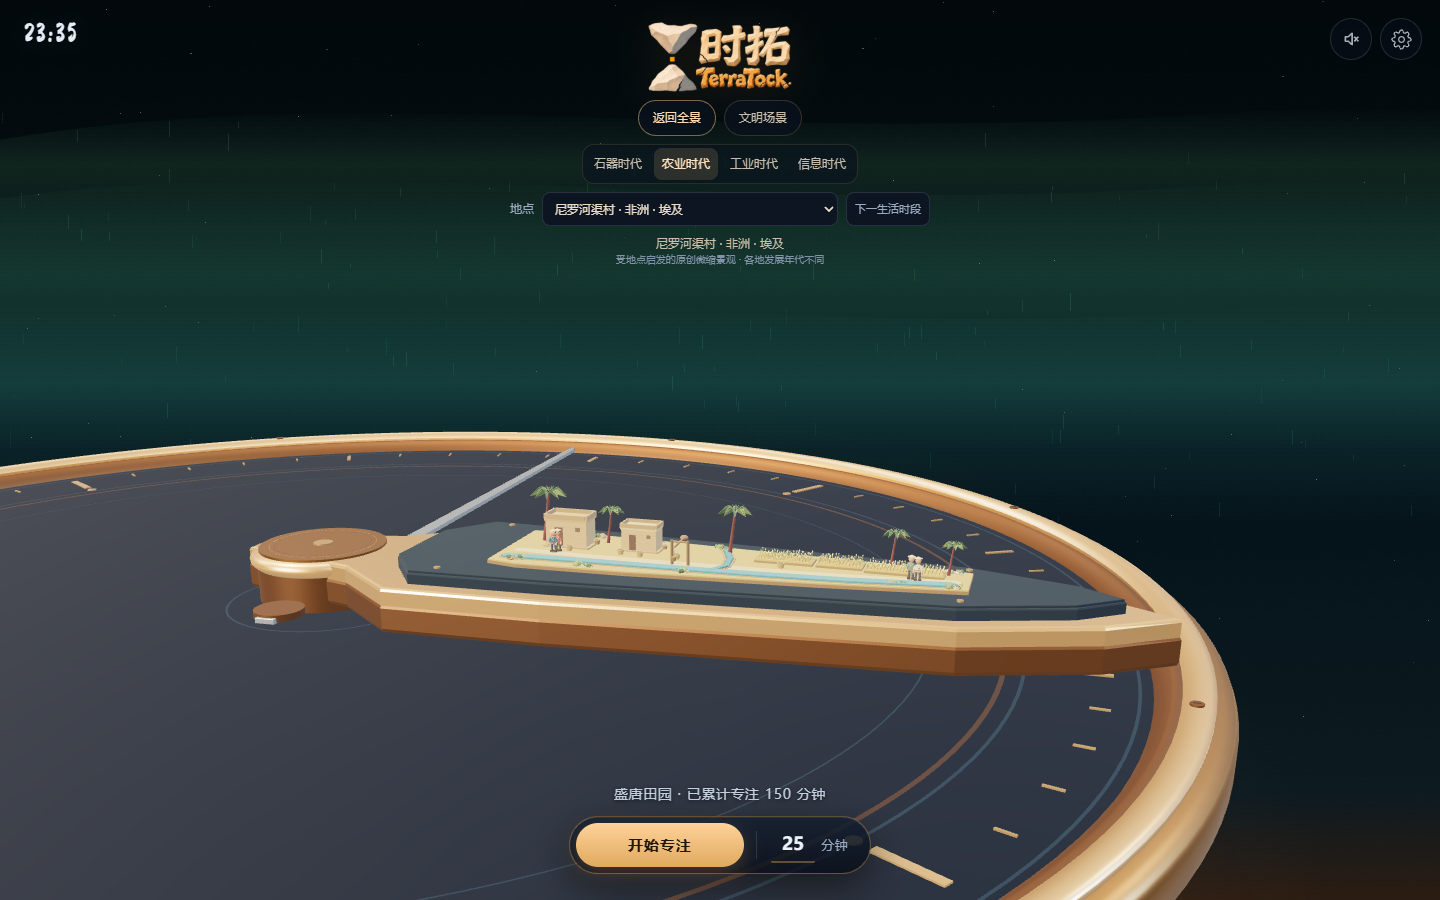 23:35
时拓
TerraTock
返回全景 文明场景
石器时代 农业时代 工业时代 信息时代
地点 尼罗河渠村 · 非洲 · 埃及 下一生活时段
尼罗河渠村 · 非洲 · 埃及
受地点启发的原创微缩景观 · 各地发展年代不同
盛唐田园 · 已累计专注 150 分钟
开始专注 25 分钟